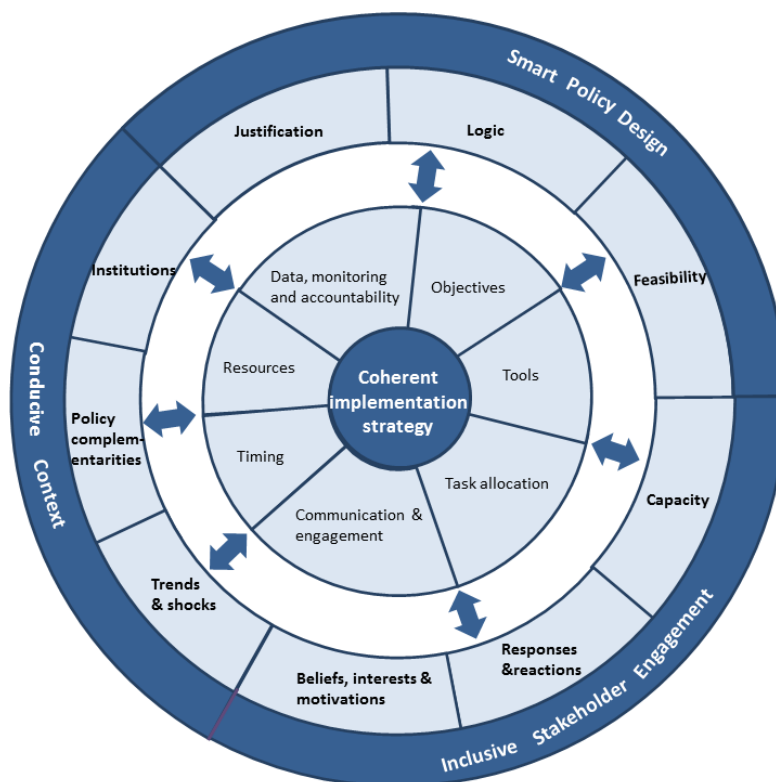 Smart Policy Design
Justification
Logic
Feasibility
Institutions
Data, monitoring
and accountability
Objectives
Resources
Tools
Coherent
implementation
strategy
Conducive Context
Policy
complem-
entarities
Timing
Task allocation
Capacity
Communication &
engagement
Trends
& shocks
Responses
&reactions
Beliefs, interests &
motivations
Inclusive Stakeholder Engagement